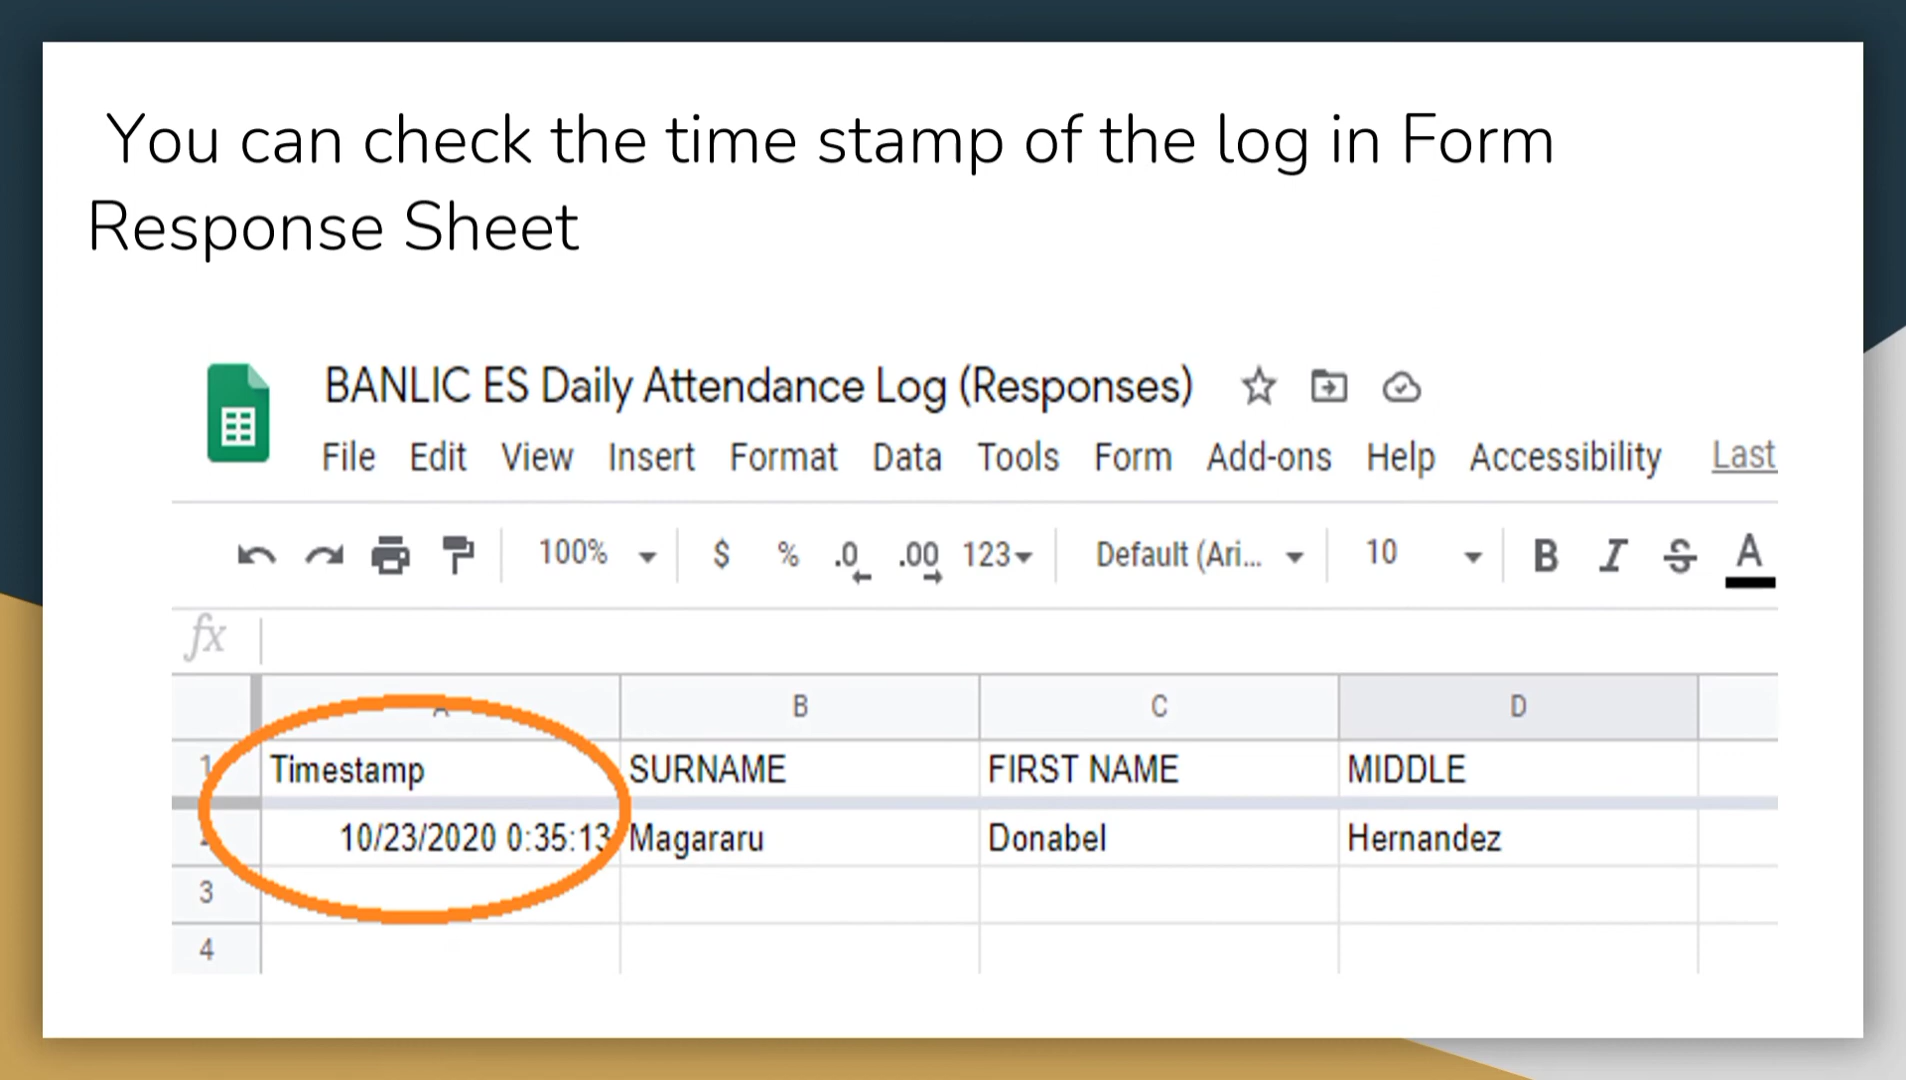 You can check the time stamp of the log in Form
Response Sheet
BANLIC ES Daily Attendance Log (Responses)
File Edit View Insert Format Data Tools Form Add-ons Help Accessibility Last
100% $ % .0 .00 123 Default (Ari... 10 B I S A
fx
A B C D
1 Timestamp SURNAME FIRST NAME MIDDLE
10/23/2020 0:35:13 Magararu Donabel Hernandez
3
4